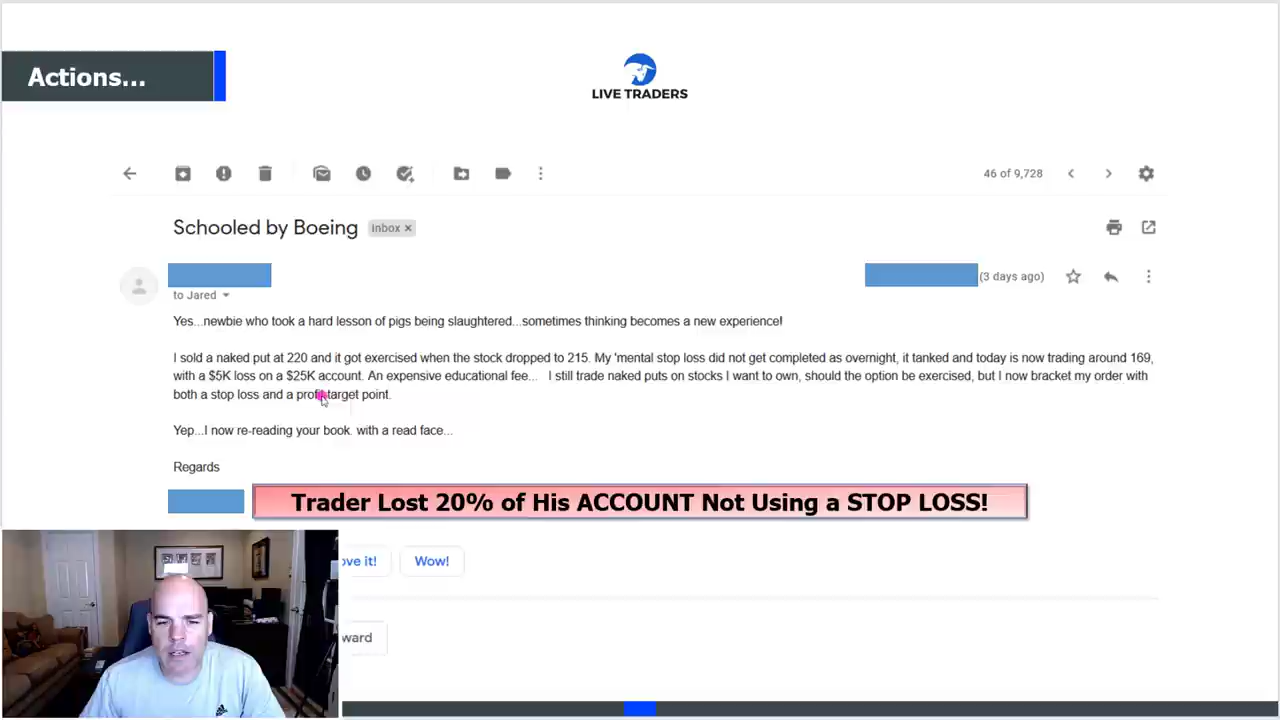 Actions...
LIVE TRADERS
46 of 9,728
Schooled by Boeing Inbox ×
(3 days ago)
to Jared
Yes...newbie who took a hard lesson of pigs being slaughtered...sometimes thinking becomes a new experience!
I sold a naked put at 220 and it got exercised when the stock dropped to 215. My 'mental stop loss did not get completed as overnight, it tanked and today is now trading around 169,
with a $5K loss on a $25K account. An expensive educational fee... I still trade naked puts on stocks I want to own, should the option be exercised, but I now bracket my order with
both a stop loss and a profit target point.
Yep...I now re-reading your book. with a read face...
Regards
Trader Lost 20% of His ACCOUNT Not Using a STOP LOSS!
ove it! Wow!
ward